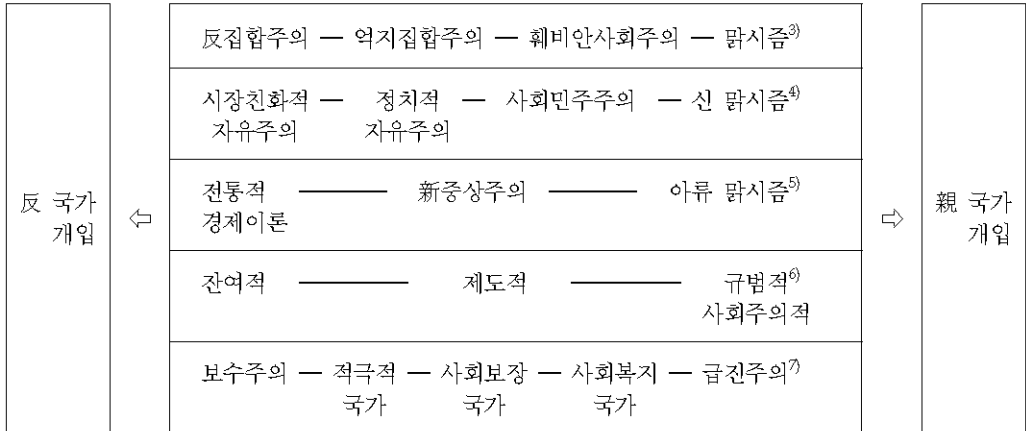 反집합주의 — 억지집합주의 — 훼비안사회주의 — 맑시즘3)
시장친화적 — 정치적 — 사회민주주의 — 신 맑시즘4)
자유주의 자유주의
전통적 ——— 新중상주의 ——— 아류 맑시즘5)
경제이론
反 국가
개입
⇦
⇨
親 국가
개입
잔여적 ——— 제도적 ——— 규범적6)
사회주의적
보수주의 — 적극적 — 사회보장 — 사회복지 — 급진주의7)
국가 국가 국가